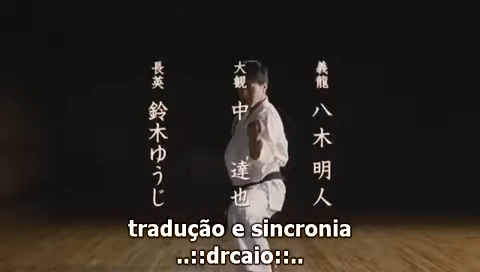 義龍 八木明人
大観 中達也
長英 鈴木ゆうじ
tradução e sincronia
..::drcaio::..